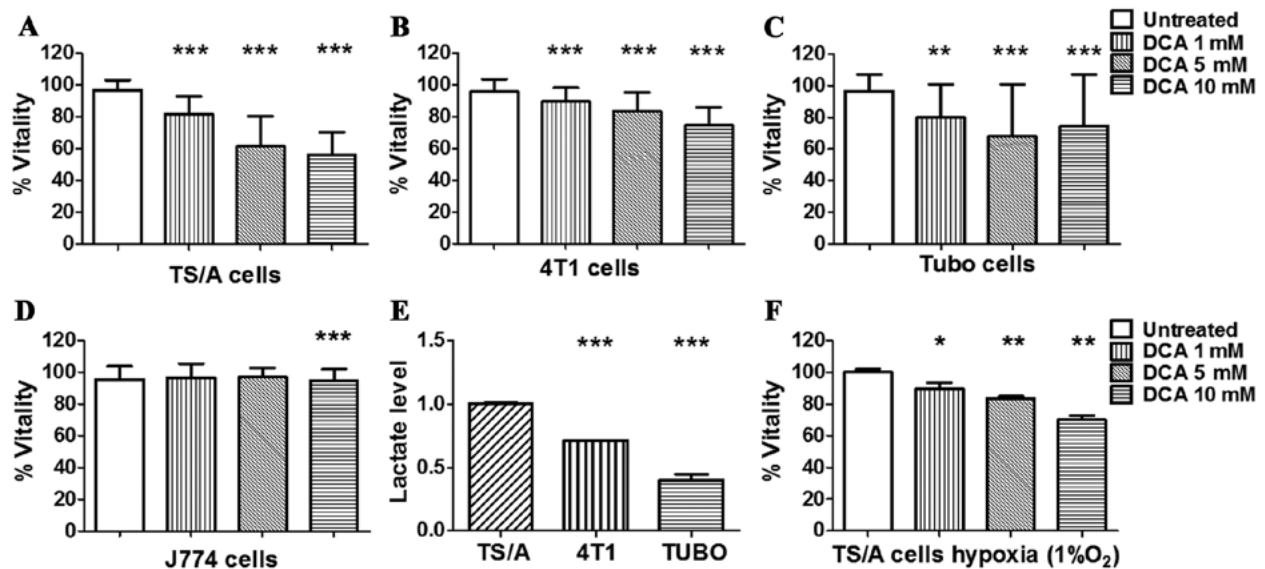 A
% Vitality
120
100
80
60
40
20
0
*** *** ***
TS/A cells
B
% Vitality
120
100
80
60
40
20
0
*** *** ***
4T1 cells
C
% Vitality
120
100
80
60
40
20
0
** *** ***
Tubo cells
Untreated
DCA 1 mM
DCA 5 mM
DCA 10 mM
D
% Vitality
120
100
80
60
40
20
0
***
J774 cells
E
Lactate level
1.5
1.0
0.5
0.0
*** ***
TS/A 4T1 TUBO
F
% Vitality
120
100
80
60
40
20
0
* ** **
TS/A cells hypoxia (1%O₂)
Untreated
DCA 1 mM
DCA 5 mM
DCA 10 mM